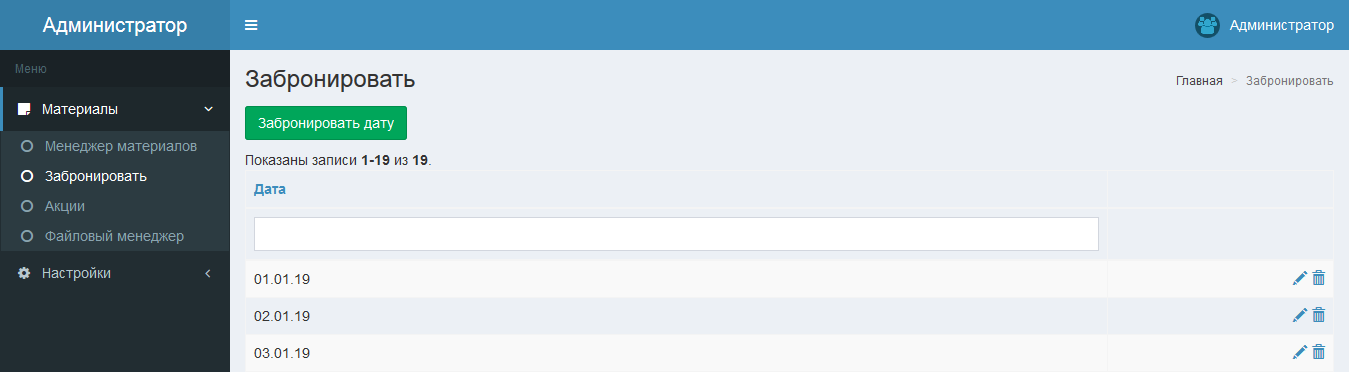 Администратор
Администратор
Меню
Материалы
Менеджер материалов
Забронировать
Акции
Файловый менеджер
Настройки
Забронировать
Главная > Забронировать
Забронировать дату
Показаны записи 1-19 из 19.
Дата
01.01.19
02.01.19
03.01.19